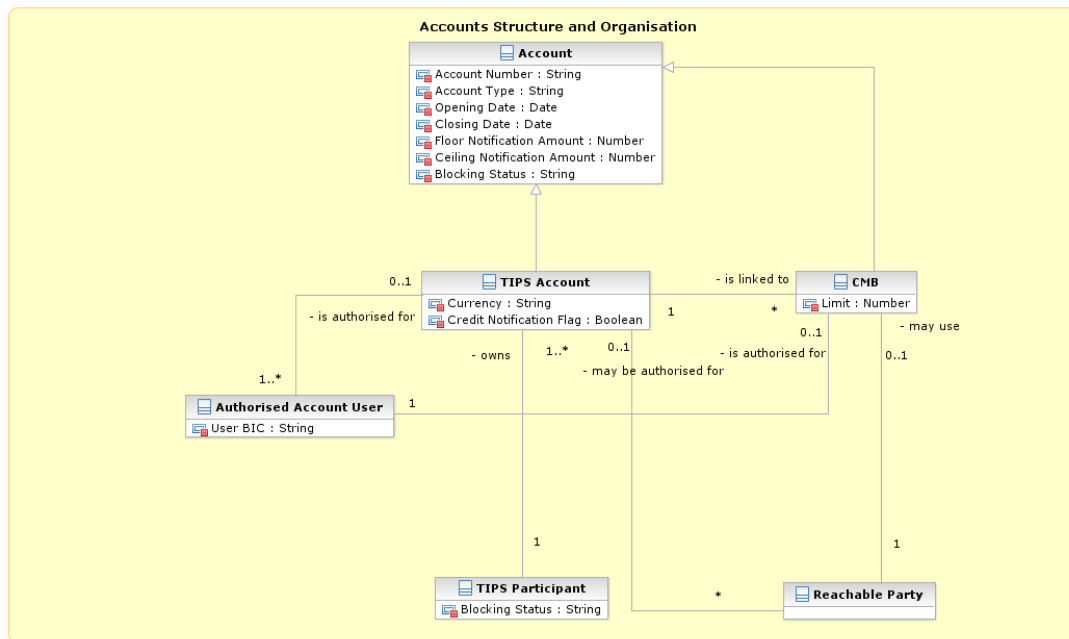 Accounts Structure and Organisation
Account
Account Number : String
Account Type : String
Opening Date : Date
Closing Date : Date
Floor Notification Amount : Number
Ceiling Notification Amount : Number
Blocking Status : String
0..1
TIPS Account
- is linked to
CMB
Currency : String
Limit : Number
- is authorised for
Credit Notification Flag : Boolean
1
*
0..1
- may use
- owns
1..*
0..1
- is authorised for
0..1
- may be authorised for
1..*
Authorised Account User
1
User BIC : String
1
1
TIPS Participant
*
Reachable Party
Blocking Status : String